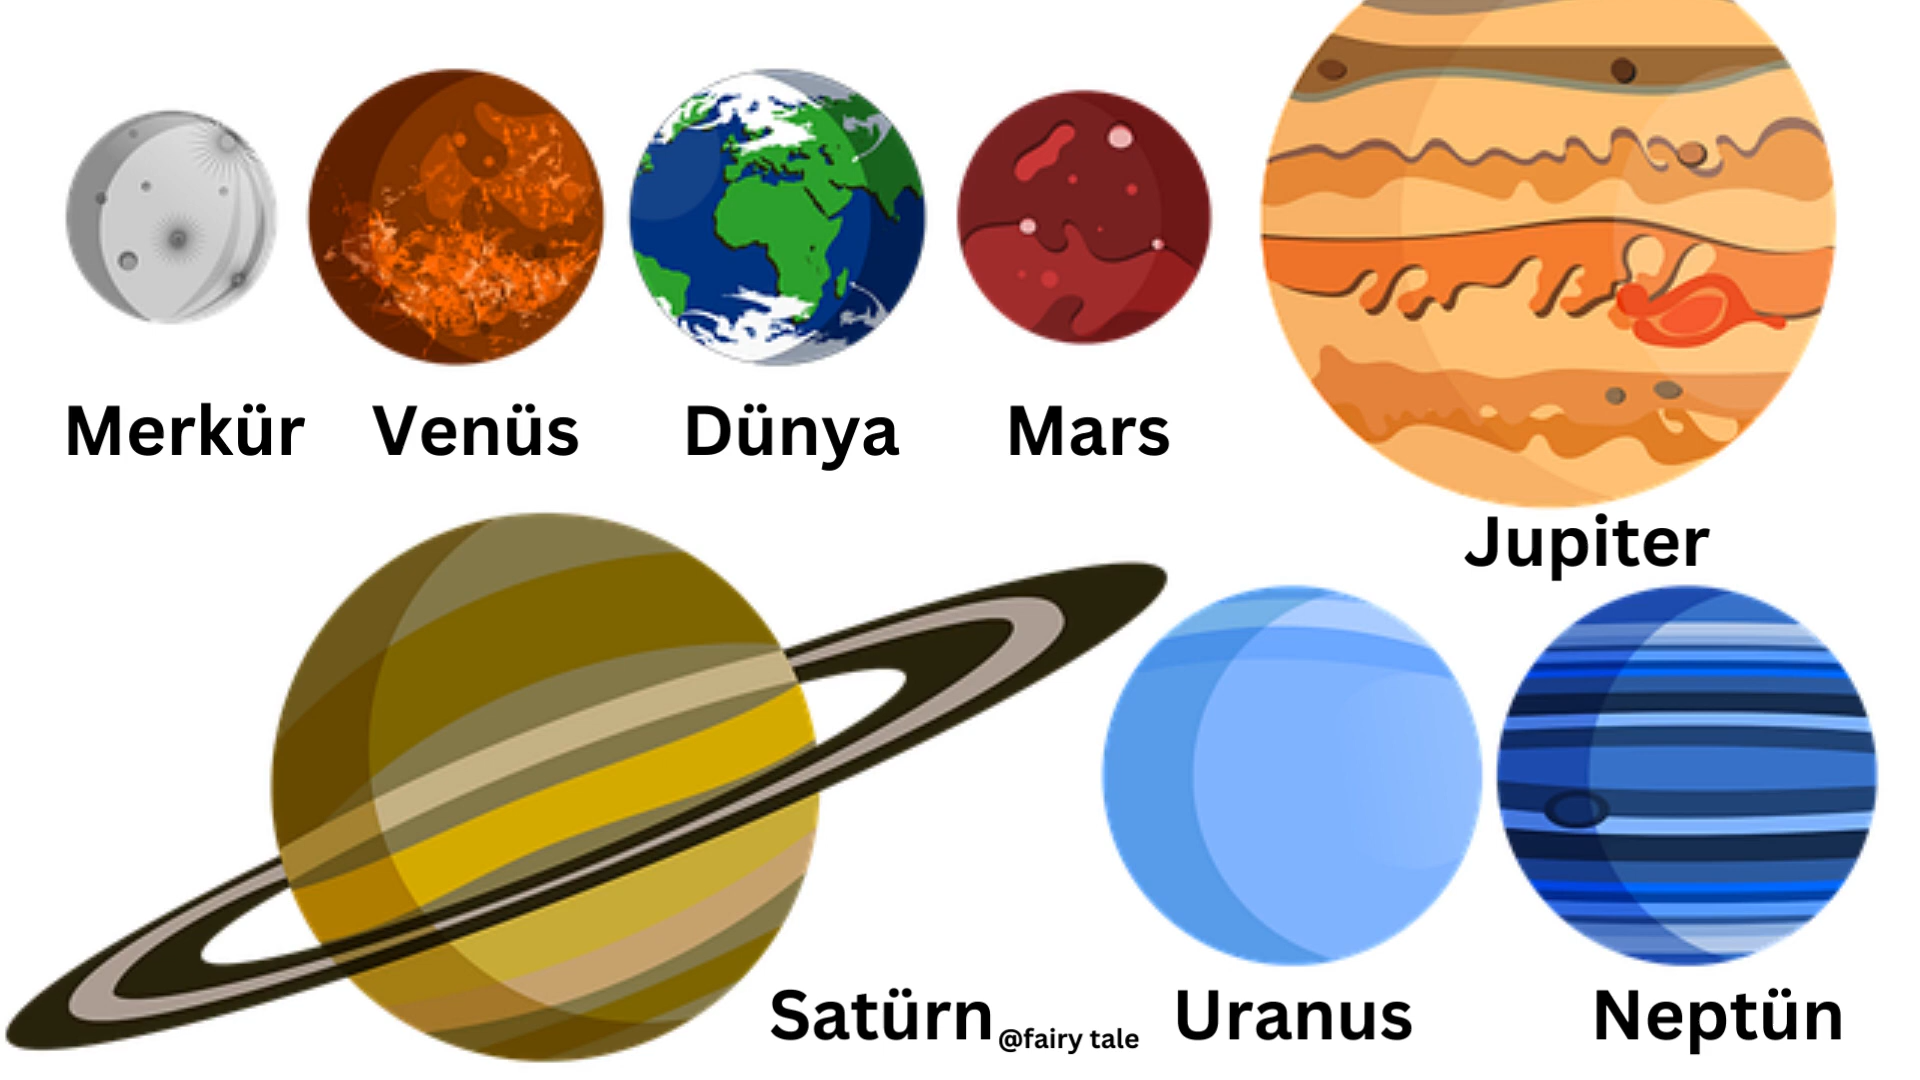 Merkür
Venüs
Dünya
Mars
Jupiter
Satürn
@fairy tale
Uranus
Neptün